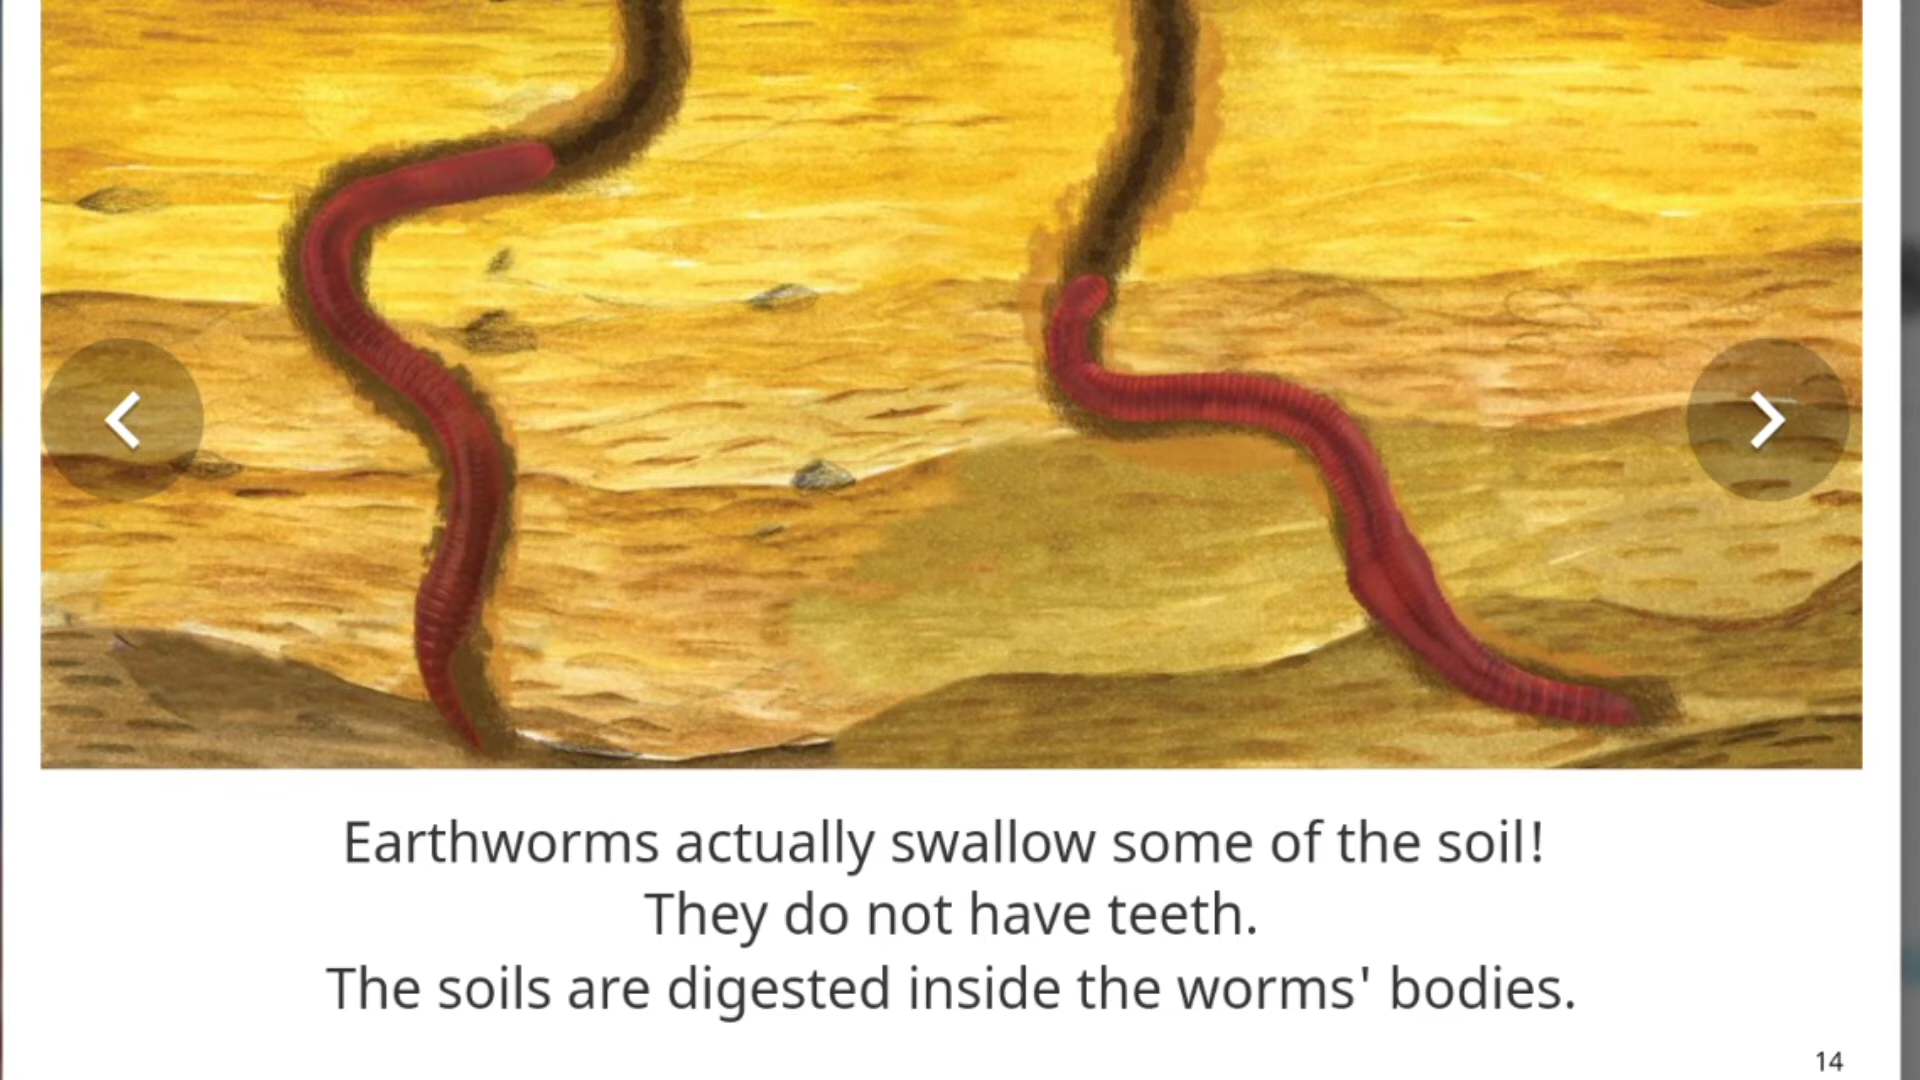 Earthworms actually swallow some of the soil!
They do not have teeth.
The soils are digested inside the worms' bodies.
14